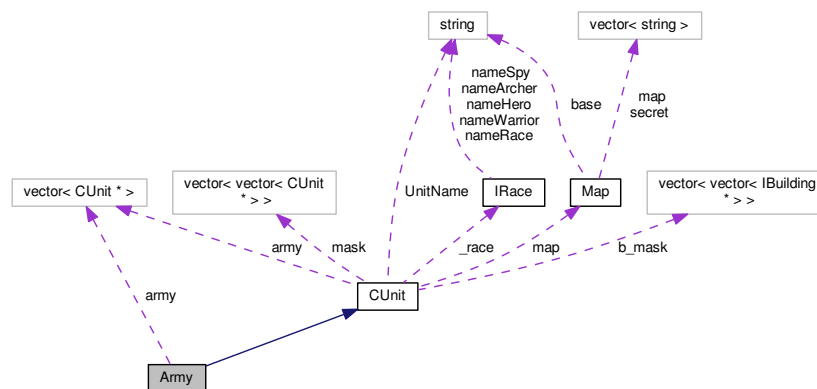 string
vector< string >
nameSpy
nameArcher
nameHero
nameWarrior
nameRace
base
map
secret
vector< CUnit * >
vector< vector< CUnit
* > >
UnitName
IRace
Map
vector< vector< IBuilding
* > >
army
mask
_race
map
b_mask
army
CUnit
Army